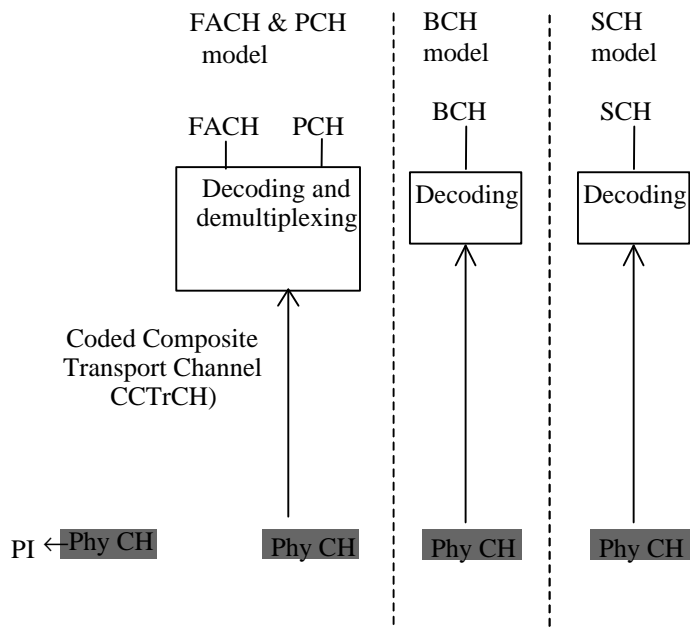 FACH & PCH
model
BCH
model
SCH
model
FACH
PCH
BCH
SCH
Decoding and
demultiplexing
Decoding
Decoding
Coded Composite
Transport Channel
CCTrCH)
PI
Phy CH
Phy CH
Phy CH
Phy CH